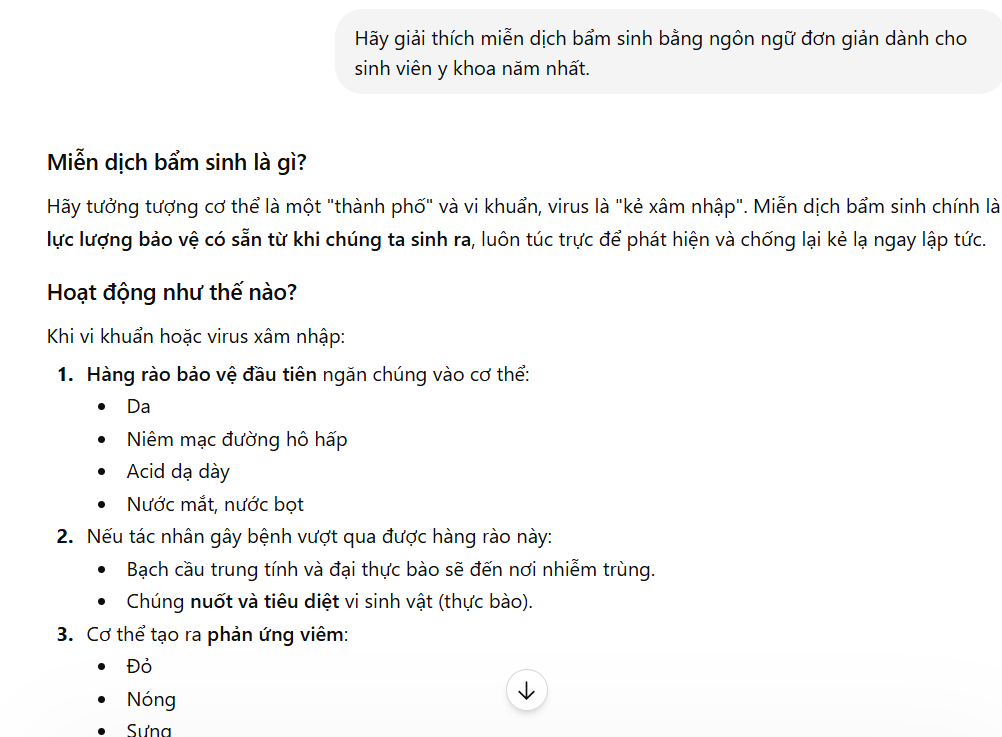 Hãy giải thích miễn dịch bẩm sinh bằng ngôn ngữ đơn giản dành cho
sinh viên y khoa năm nhất.
Miễn dịch bẩm sinh là gì?
Hãy tưởng tượng cơ thể là một "thành phố" và vi khuẩn, virus là "kẻ xâm nhập". Miễn dịch bẩm sinh chính là
lực lượng bảo vệ có sẵn từ khi chúng ta sinh ra, luôn túc trực để phát hiện và chống lại kẻ lạ ngay lập tức.
Hoạt động như thế nào?
Khi vi khuẩn hoặc virus xâm nhập:
1. Hàng rào bảo vệ đầu tiên ngăn chúng vào cơ thể:
• Da
• Niêm mạc đường hô hấp
• Acid dạ dày
• Nước mắt, nước bọt
2. Nếu tác nhân gây bệnh vượt qua được hàng rào này:
• Bạch cầu trung tính và đại thực bào sẽ đến nơi nhiễm trùng.
• Chúng nuốt và tiêu diệt vi sinh vật (thực bào).
3. Cơ thể tạo ra phản ứng viêm:
• Đỏ
• Nóng
• Sưng